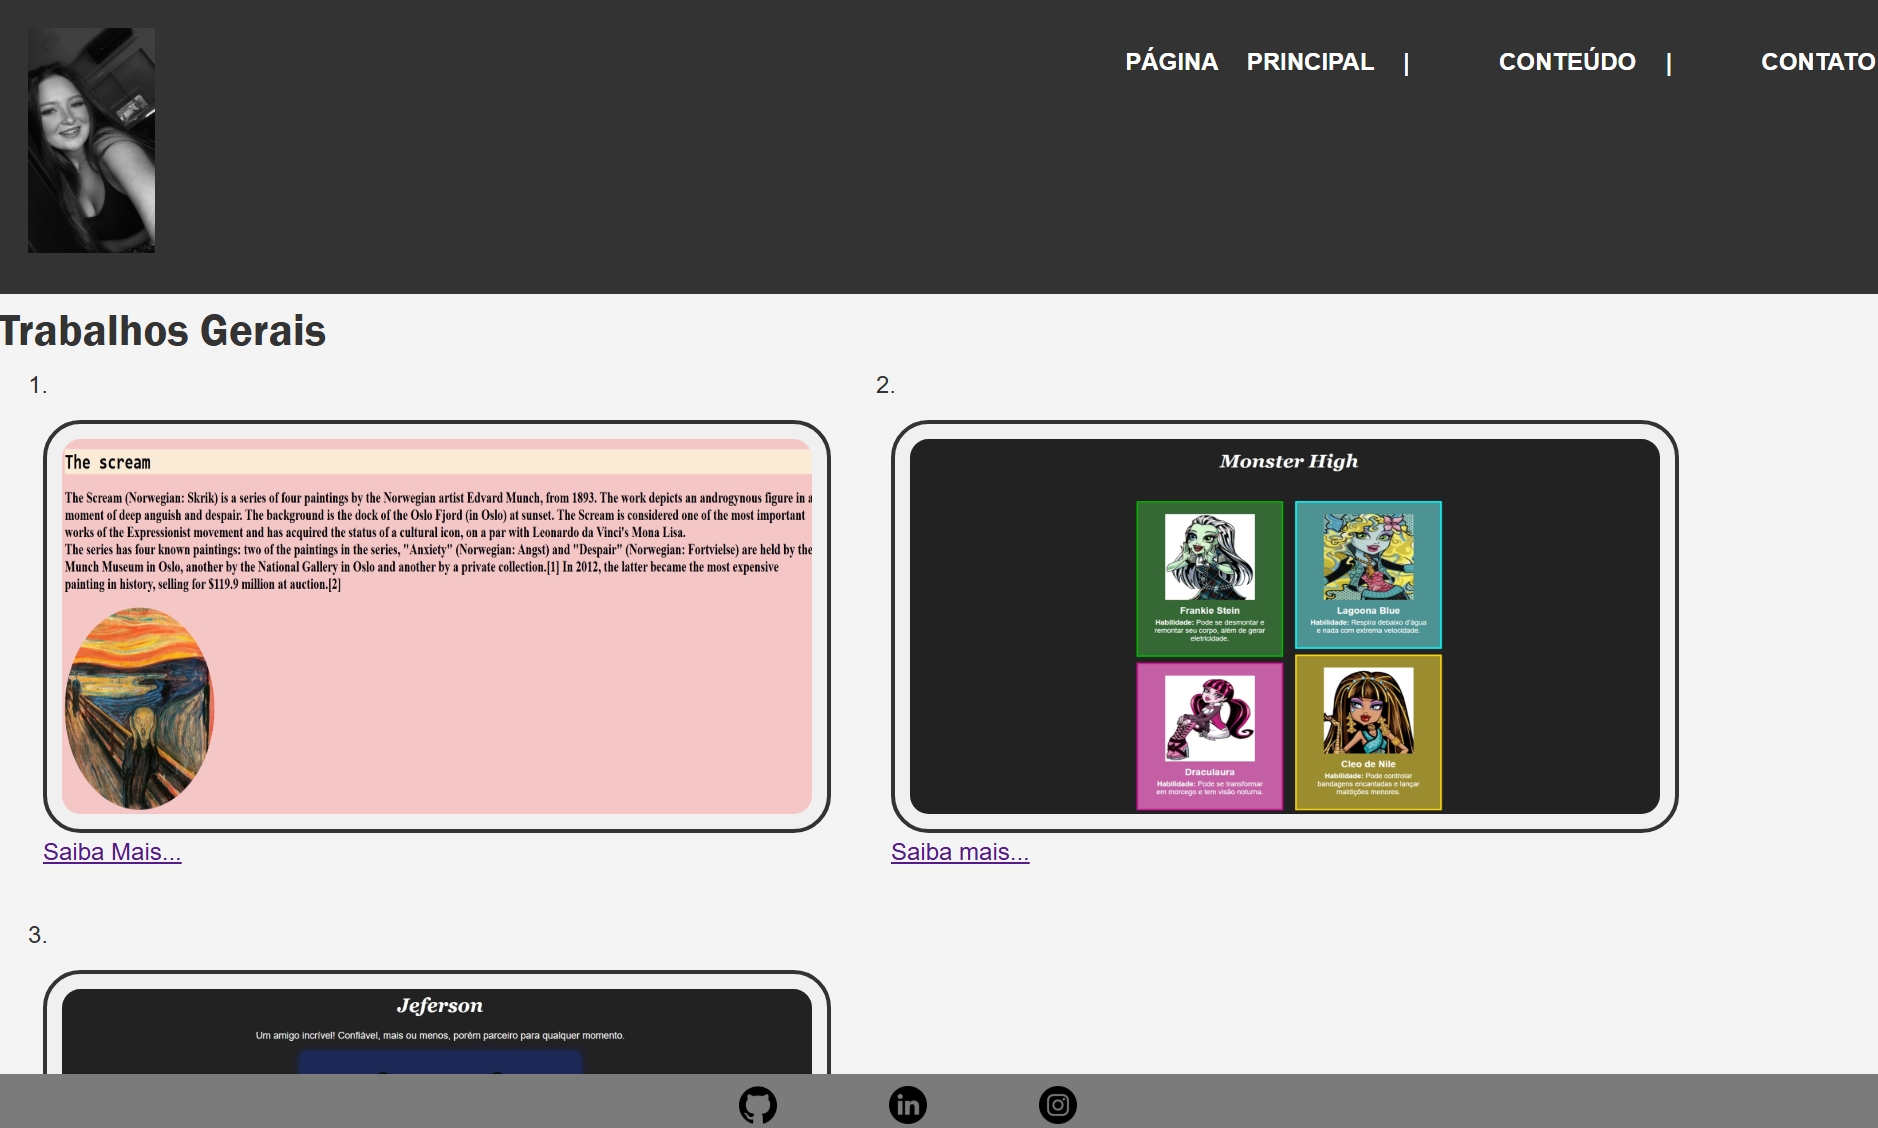 PÁGINA PRINCIPAL | CONTEÚDO | CONTATO
Trabalhos Gerais
1.
2.
The scream
The Scream (Norwegian: Skrik) is a series of four paintings by the Norwegian artist Edvard Munch, from 1893. The work depicts an androgynous figure in a
moment of deep anguish and despair. The background is the dock of the Oslo Fjord (in Oslo) at sunset. The Scream is considered one of the most important
works of the Expressionist movement and has acquired the status of a cultural icon, on a par with Leonardo da Vinci's Mona Lisa.
The series has four known paintings: two of the paintings in the series, "Anxiety" (Norwegian: Angst) and "Despair" (Norwegian: Fortvielse) are held by the
Munch Museum in Oslo, another by the National Gallery in Oslo and another by a private collection.[1] In 2012, the latter became the most expensive
painting in history, selling for $119.9 million at auction.[2]
Monster High
Frankie Stein
Habilidade: Pode se desmontar e
remontar seu corpo, além de gerar
eletricidade.
Lagoona Blue
Habilidade: Respira debaixo d'água
e nada com extrema velocidade.
Draculaura
Habilidade: Pode se transformar
em morcego e tem visão noturna.
Cleo de Nile
Habilidade: Pode controlar
bandagens encantadas e lançar
maldições menores.
Saiba Mais...
Saiba mais...
3.
Jeferson
Um amigo incrível! Confiável, mais ou menos, porém parceiro para qualquer momento.
in